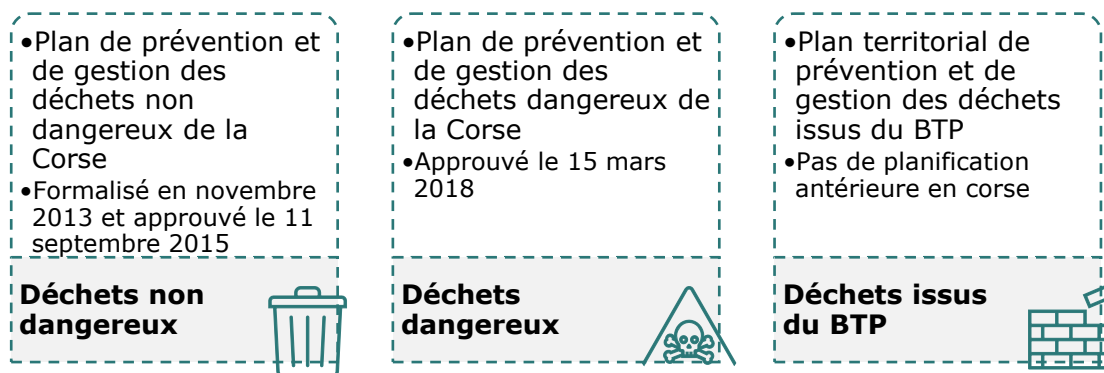 •Plan de prévention et
de gestion des
déchets non
dangereux de la
Corse
•Formalisé en novembre
2013 et approuvé le 11
septembre 2015
Déchets non
dangereux
•Plan de prévention et
de gestion des
déchets dangereux de
la Corse
•Approuvé le 15 mars
2018
Déchets
dangereux
•Plan territorial de
prévention et de
gestion des déchets
issus du BTP
•Pas de planification
antérieure en corse
Déchets issus
du BTP